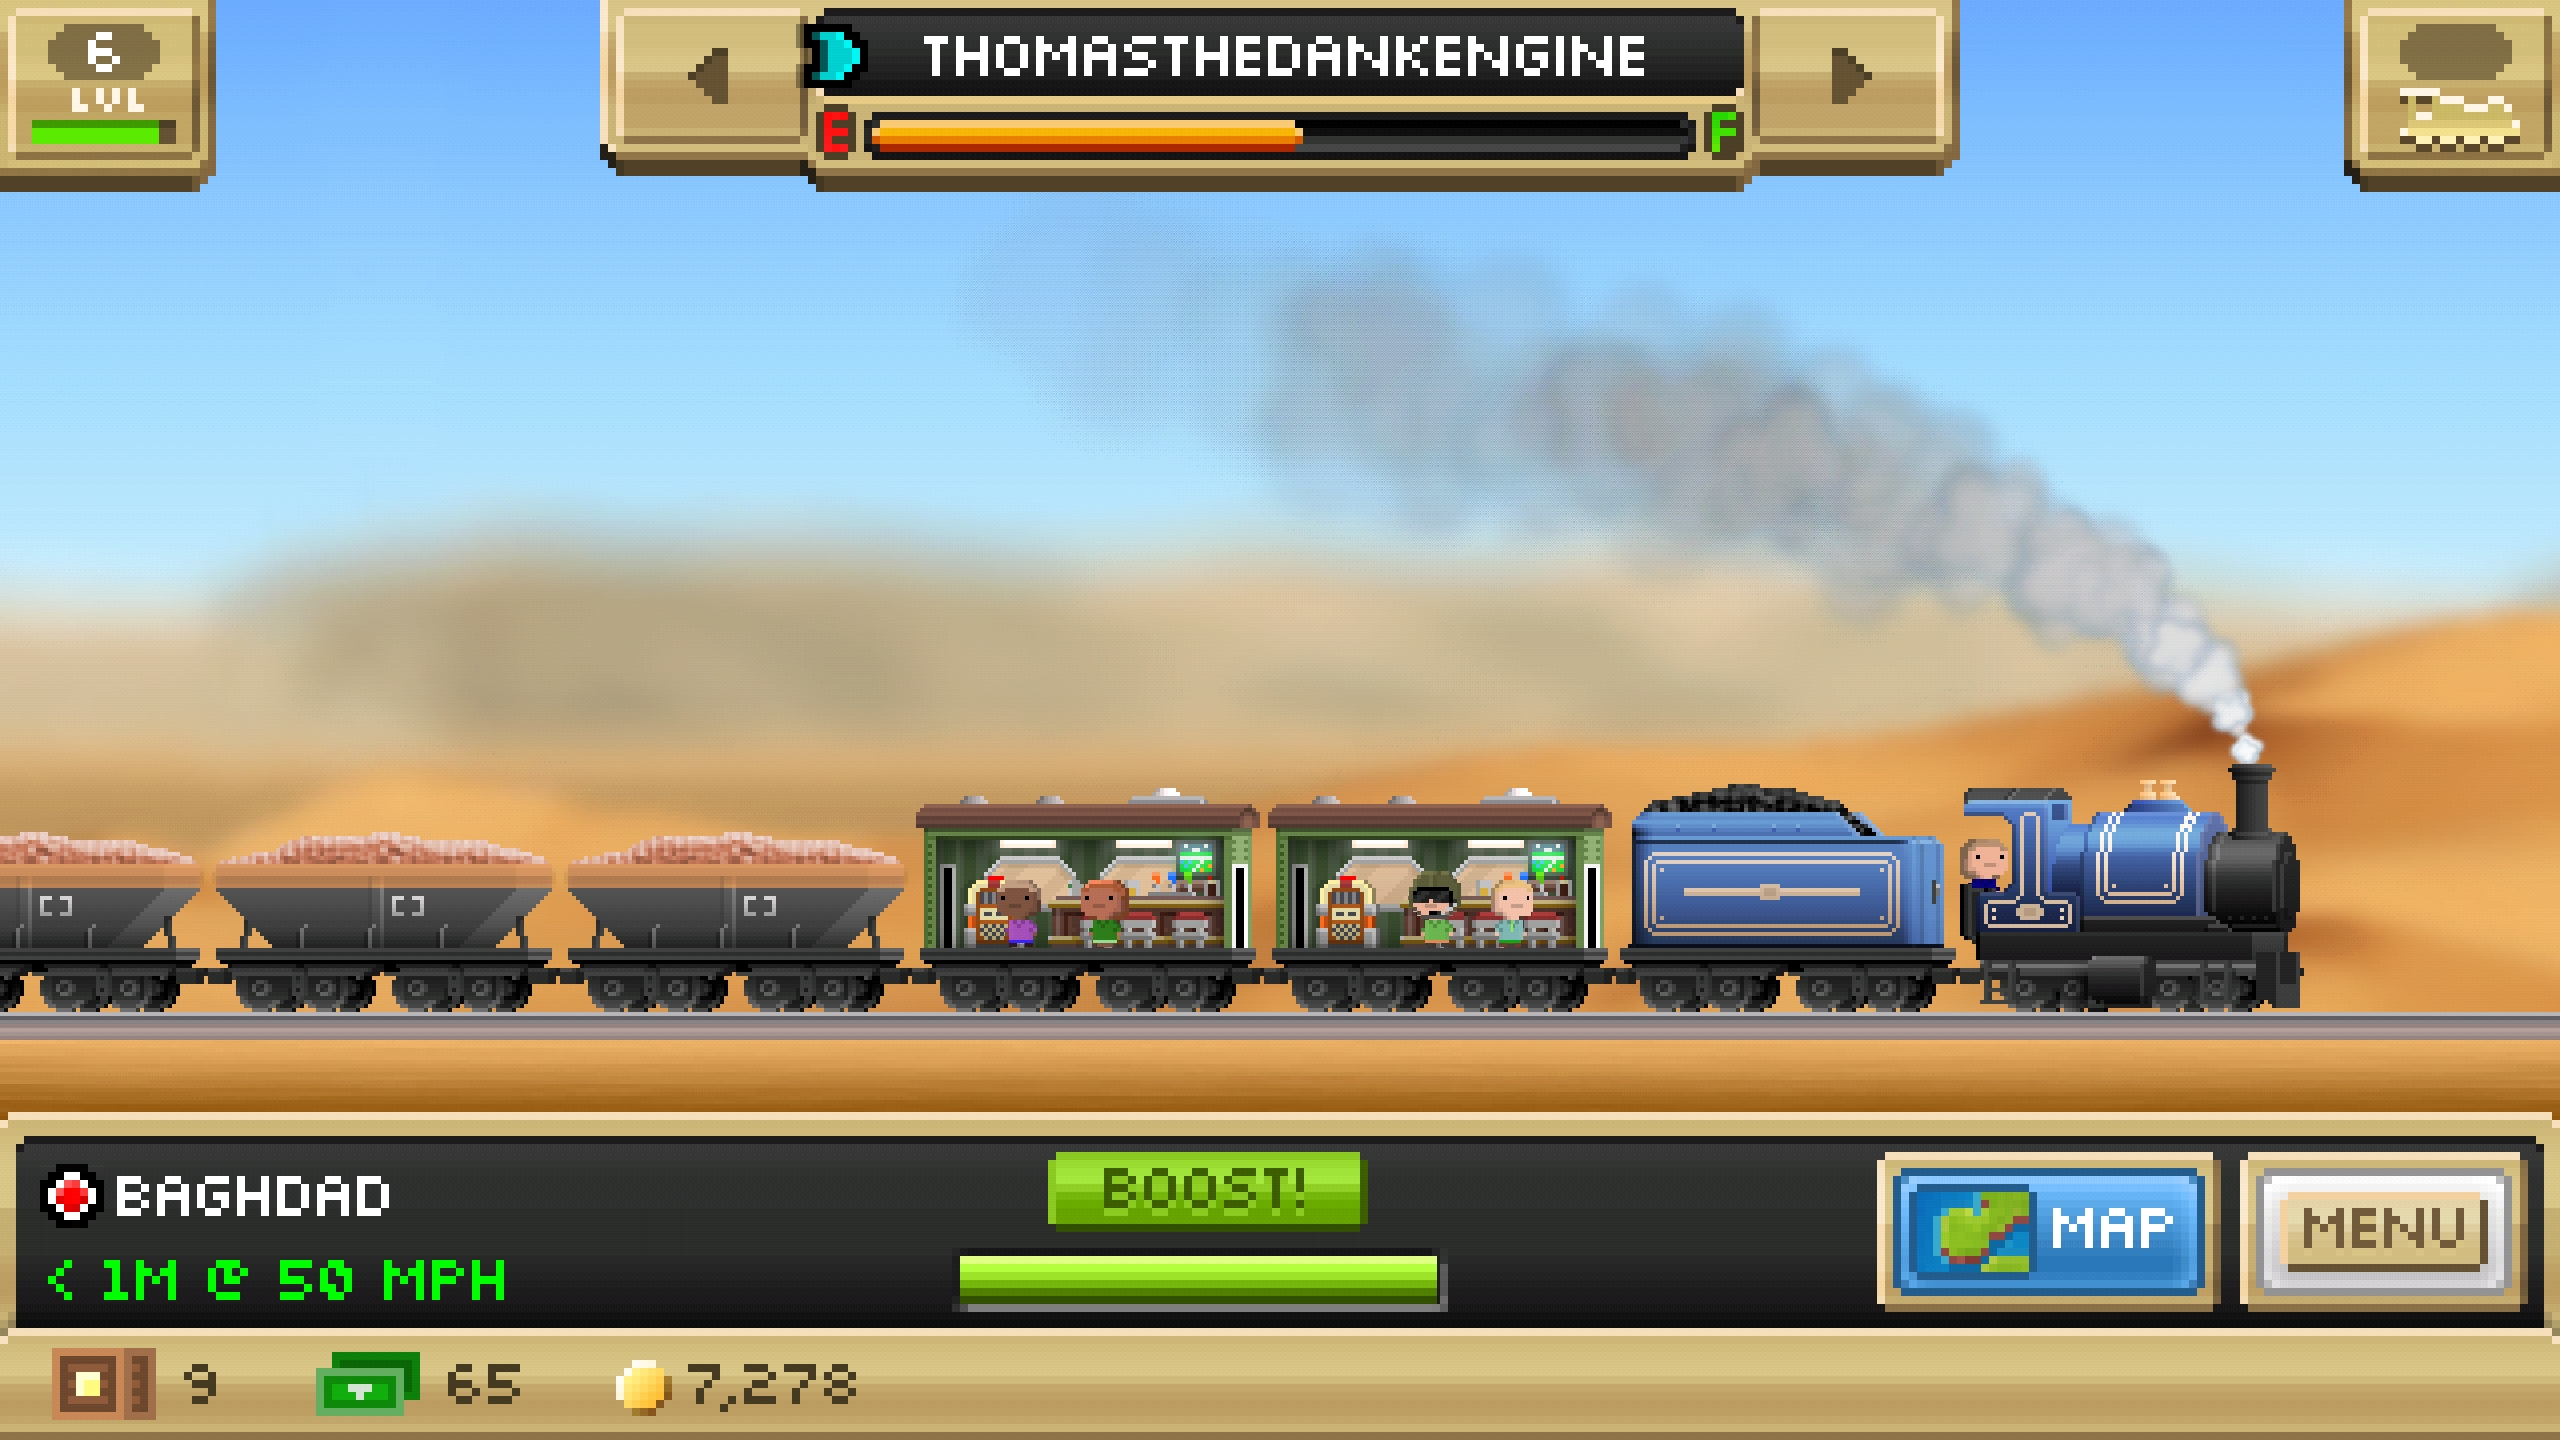 6
LVL
THOMASTHEDANKENGINE
E F
BAGHDAD
< 1M @ 50 MPH
BOOST!
MAP
MENU
9 65 7,278